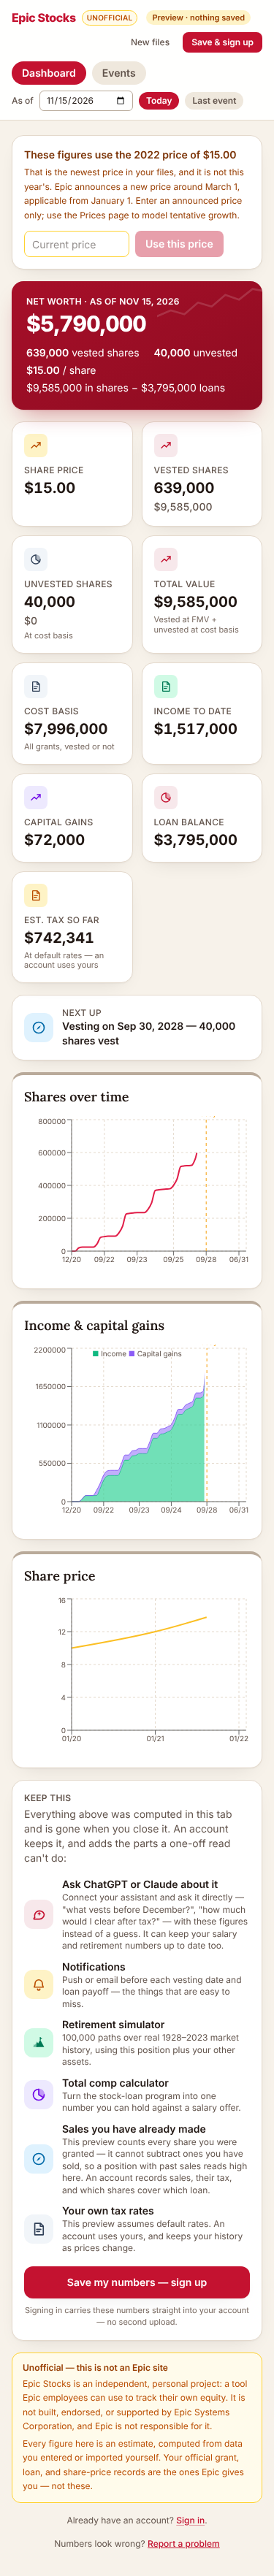 Epic Stocks UNOFFICIAL Preview · nothing saved
New files Save & sign up
Dashboard Events
As of 11/15/2026 Today Last event
These figures use the 2022 price of $15.00
That is the newest price in your files, and it is not this
year's. Epic announces a new price around March 1,
applicable from January 1. Enter an announced price
only; use the Prices page to model tentative growth.
Current price Use this price
NET WORTH · AS OF NOV 15, 2026
$5,790,000
639,000 vested shares 40,000 unvested
$15.00 / share
$9,585,000 in shares − $3,795,000 loans
SHARE PRICE
$15.00
VESTED SHARES
639,000
$9,585,000
UNVESTED SHARES
40,000
$0
At cost basis
TOTAL VALUE
$9,585,000
Vested at FMV +
unvested at cost basis
COST BASIS
$7,996,000
All grants, vested or not
INCOME TO DATE
$1,517,000
CAPITAL GAINS
$72,000
LOAN BALANCE
$3,795,000
EST. TAX SO FAR
$742,341
At default rates — an
account uses yours
NEXT UP
Vesting on Sep 30, 2028 — 40,000
shares vest
Shares over time
800000
600000
400000
200000
0
12/20 09/22 09/23 09/25 09/28 06/31
Income & capital gains
2200000
Income Capital gains
1650000
1100000
550000
0
12/20 09/22 09/23 09/24 09/28 06/31
Share price
16
12
8
4
0
01/20 01/21 01/22
KEEP THIS
Everything above was computed in this tab
and is gone when you close it. An account
keeps it, and adds the parts a one-off read
can't do:
Ask ChatGPT or Claude about it
Connect your assistant and ask it directly —
"what vests before December?", "how much
would I clear after tax?" — with these figures
instead of a guess. It can keep your salary
and retirement numbers up to date too.
Notifications
Push or email before each vesting date and
loan payoff — the things that are easy to
miss.
Retirement simulator
100,000 paths over real 1928–2023 market
history, using this position plus your other
assets.
Total comp calculator
Turn the stock-loan program into one
number you can hold against a salary offer.
Sales you have already made
This preview counts every share you were
granted — it cannot subtract ones you have
sold, so a position with past sales reads high
here. An account records sales, their tax,
and which shares cover which loan.
Your own tax rates
This preview assumes default rates. An
account uses yours, and keeps your history
as prices change.
Save my numbers — sign up
Signing in carries these numbers straight into your account
— no second upload.
Unofficial — this is not an Epic site
Epic Stocks is an independent, personal project: a tool
Epic employees can use to track their own equity. It is
not built, endorsed, or supported by Epic Systems
Corporation, and Epic is not responsible for it.
Every figure here is an estimate, computed from data
you entered or imported yourself. Your official grant,
loan, and share-price records are the ones Epic gives
you — not these.
Already have an account? Sign in.
Numbers look wrong? Report a problem